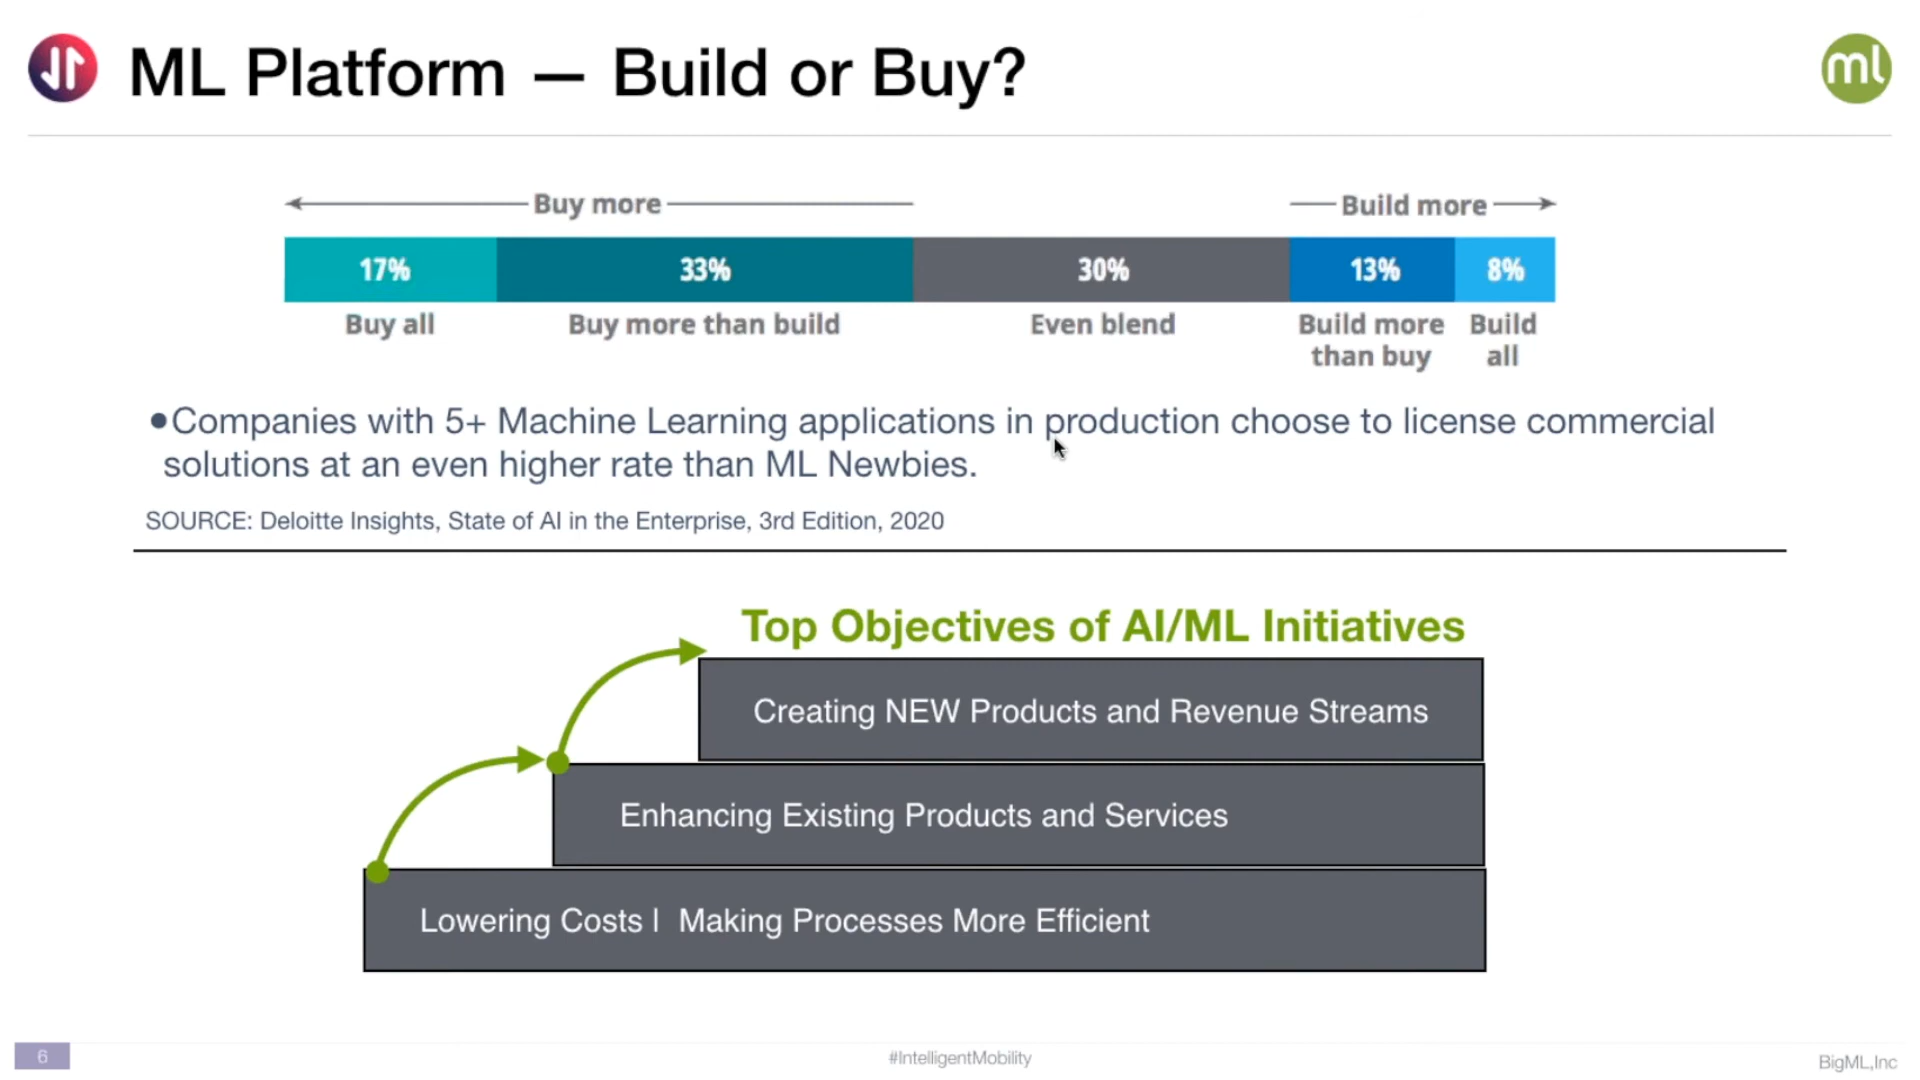 ML Platform — Build or Buy?
ml
Buy more
Build more
17%
33%
30%
13%
8%
Buy all
Buy more than build
Even blend
Build more
than buy
Build
all
•Companies with 5+ Machine Learning applications in production choose to license commercial
solutions at an even higher rate than ML Newbies.
SOURCE: Deloitte Insights, State of AI in the Enterprise, 3rd Edition, 2020
Top Objectives of AI/ML Initiatives
Creating NEW Products and Revenue Streams
Enhancing Existing Products and Services
Lowering Costs | Making Processes More Efficient
6
#IntelligentMobility
BigML,Inc